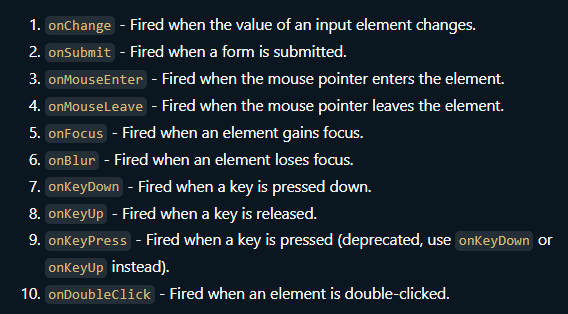 1. onChange - Fired when the value of an input element changes.
2. onSubmit - Fired when a form is submitted.
3. onMouseEnter - Fired when the mouse pointer enters the element.
4. onMouseLeave - Fired when the mouse pointer leaves the element.
5. onFocus - Fired when an element gains focus.
6. onBlur - Fired when an element loses focus.
7. onKeyDown - Fired when a key is pressed down.
8. onKeyUp - Fired when a key is released.
9. onKeyPress - Fired when a key is pressed (deprecated, use onKeyDown or
onKeyUp instead).
10. onDoubleClick - Fired when an element is double-clicked.